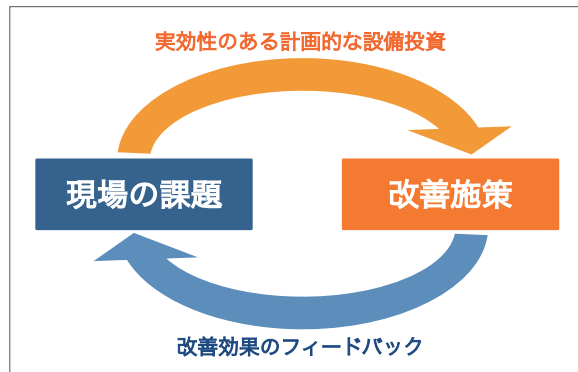 実効性のある計画的な設備投資
現場の課題
改善施策
改善効果のフィードバック